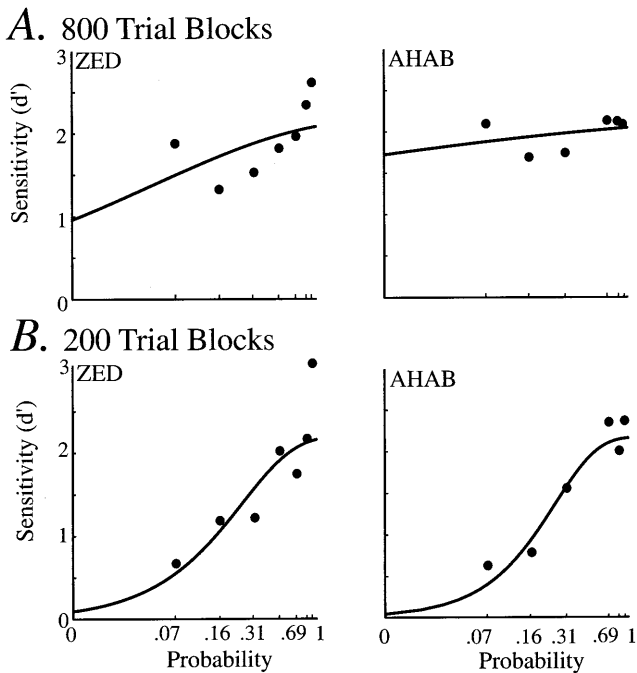 A. 800 Trial Blocks
ZED
AHAB
Sensitivity (d')
3
2
1
0
B. 200 Trial Blocks
ZED
AHAB
Sensitivity (d')
3
2
1
0
0 .07 .16 .31 .69 1
Probability
0 .07 .16 .31 .69 1
Probability